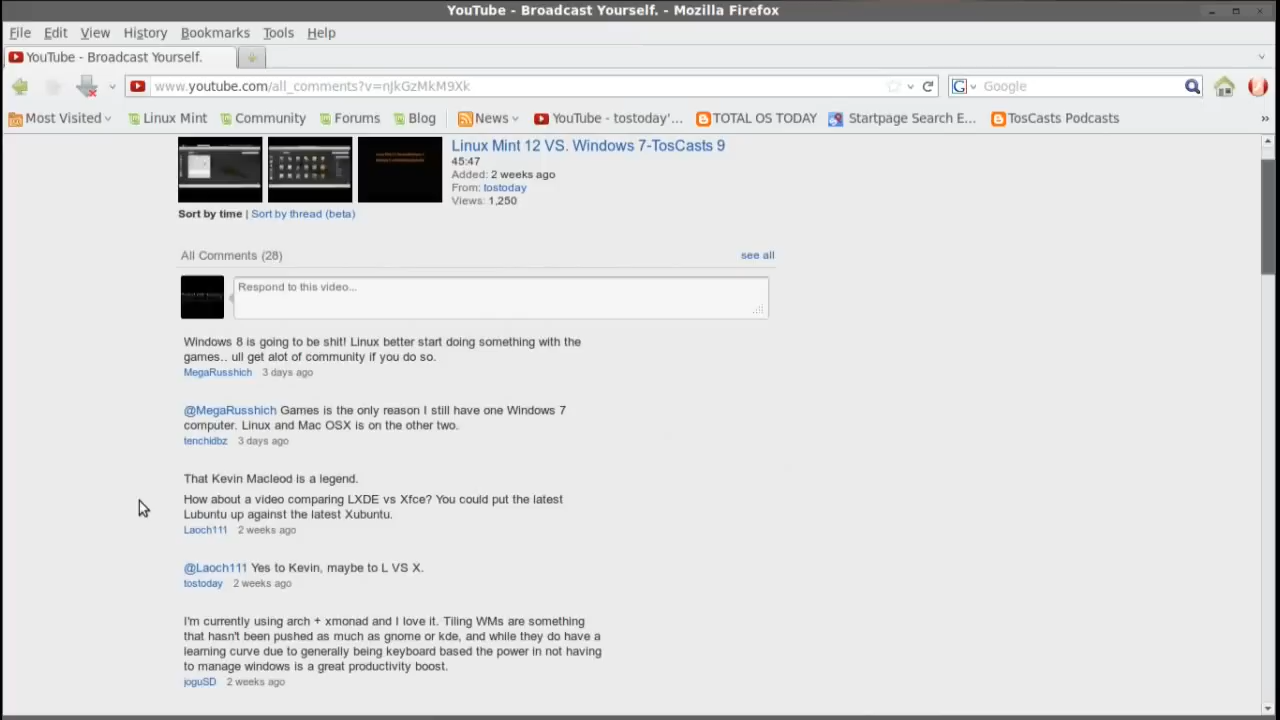 YouTube - Broadcast Yourself. - Mozilla Firefox
File Edit View History Bookmarks Tools Help
YouTube - Broadcast Yourself.
www.youtube.com/all_comments?v=nJkGzMkM9Xk
Google
Most Visited Linux Mint Community Forums Blog News YouTube - tostoday'... TOTAL OS TODAY Startpage Search E... TosCasts Podcasts »
Linux Mint 12 VS. Windows 7-TosCasts 9
45:47
Added: 2 weeks ago
From: tostoday
Views: 1,250
Sort by time | Sort by thread (beta)
All Comments (28) see all
Respond to this video...
Windows 8 is going to be shit! Linux better start doing something with the
games.. ull get alot of community if you do so.
MegaRusshich 3 days ago
@MegaRusshich Games is the only reason I still have one Windows 7
computer. Linux and Mac OSX is on the other two.
tenchidbz 3 days ago
That Kevin Macleod is a legend.
How about a video comparing LXDE vs Xfce? You could put the latest
Lubuntu up against the latest Xubuntu.
Laoch111 2 weeks ago
@Laoch111 Yes to Kevin, maybe to L VS X.
tostoday 2 weeks ago
I'm currently using arch + xmonad and I love it. Tiling WMs are something
that hasn't been pushed as much as gnome or kde, and while they do have a
learning curve due to generally being keyboard based the power in not having
to manage windows is a great productivity boost.
joguSD 2 weeks ago